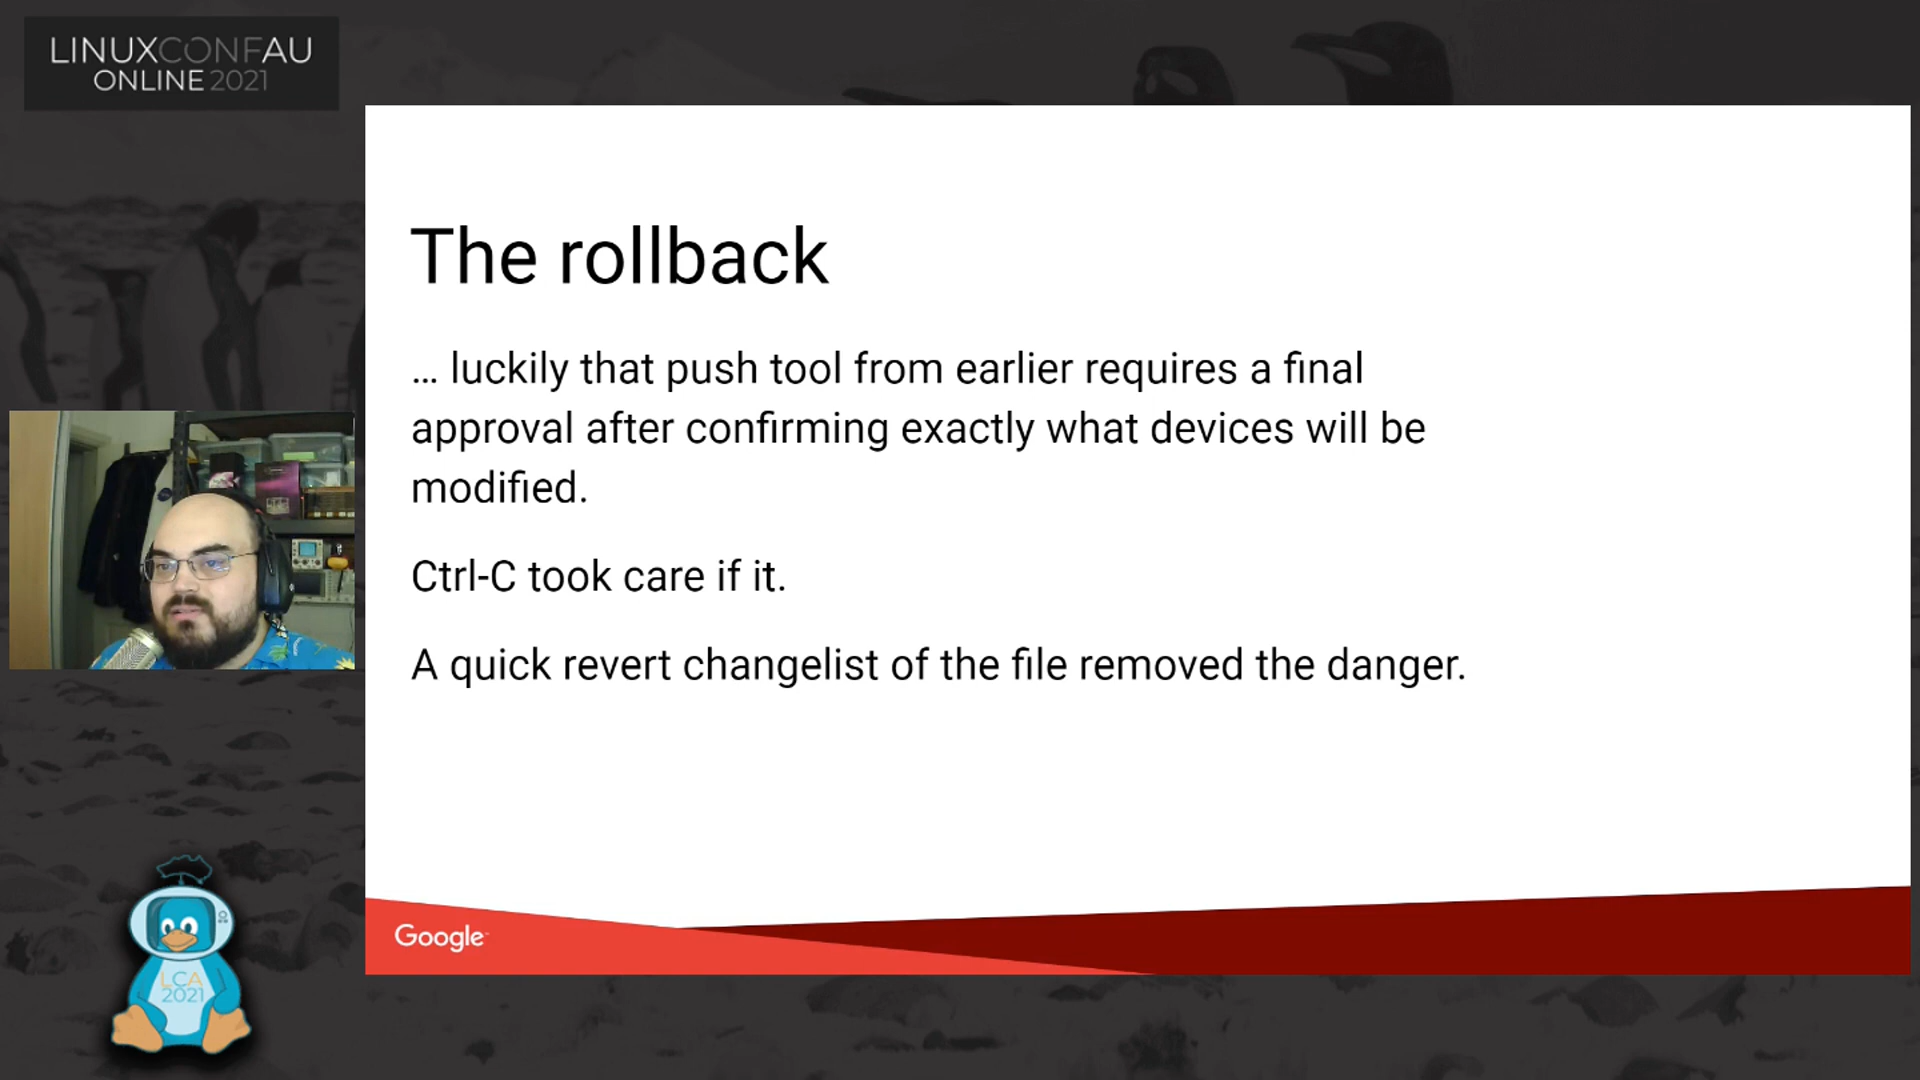 LINUXCONFAU
ONLINE 2021
The rollback
... luckily that push tool from earlier requires a final
approval after confirming exactly what devices will be
modified.
Ctrl-C took care if it.
A quick revert changelist of the file removed the danger.
Google
LCA
2021